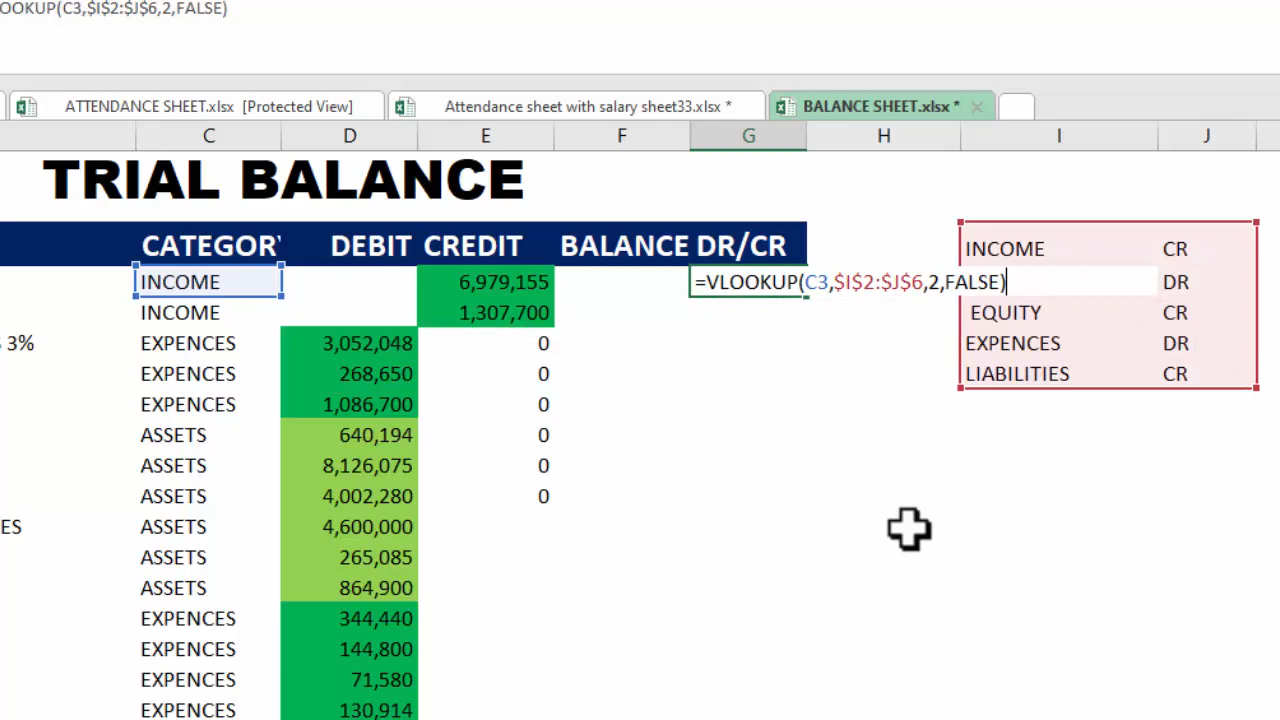 OOKUP(C3,$I$2:$J$6,2,FALSE)
ATTENDANCE SHEET.xlsx [Protected View] Attendance sheet with salary sheet33.xlsx * BALANCE SHEET.xlsx *
C D E F G H I J
TRIAL BALANCE
CATEGORY DEBIT CREDIT BALANCE DR/CR INCOME CR
INCOME 6,979,155 =VLOOKUP(C3,$I$2:$J$6,2,FALSE) DR
INCOME 1,307,700 EQUITY CR
3% EXPENCES 3,052,048 0 EXPENCES DR
EXPENCES 268,650 0 LIABILITIES CR
EXPENCES 1,086,700 0
ASSETS 640,194 0
ASSETS 8,126,075 0
ASSETS 4,002,280 0
ES ASSETS 4,600,000
ASSETS 265,085
ASSETS 864,900
EXPENCES 344,440
EXPENCES 144,800
EXPENCES 71,580
EXPENCES 130,914